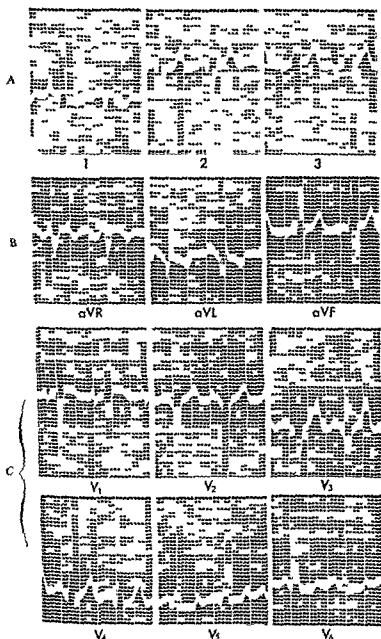 A
1 2 3
B
aVR aVL aVF
C
V₁ V₂ V₃
V₄ V₅ V₆